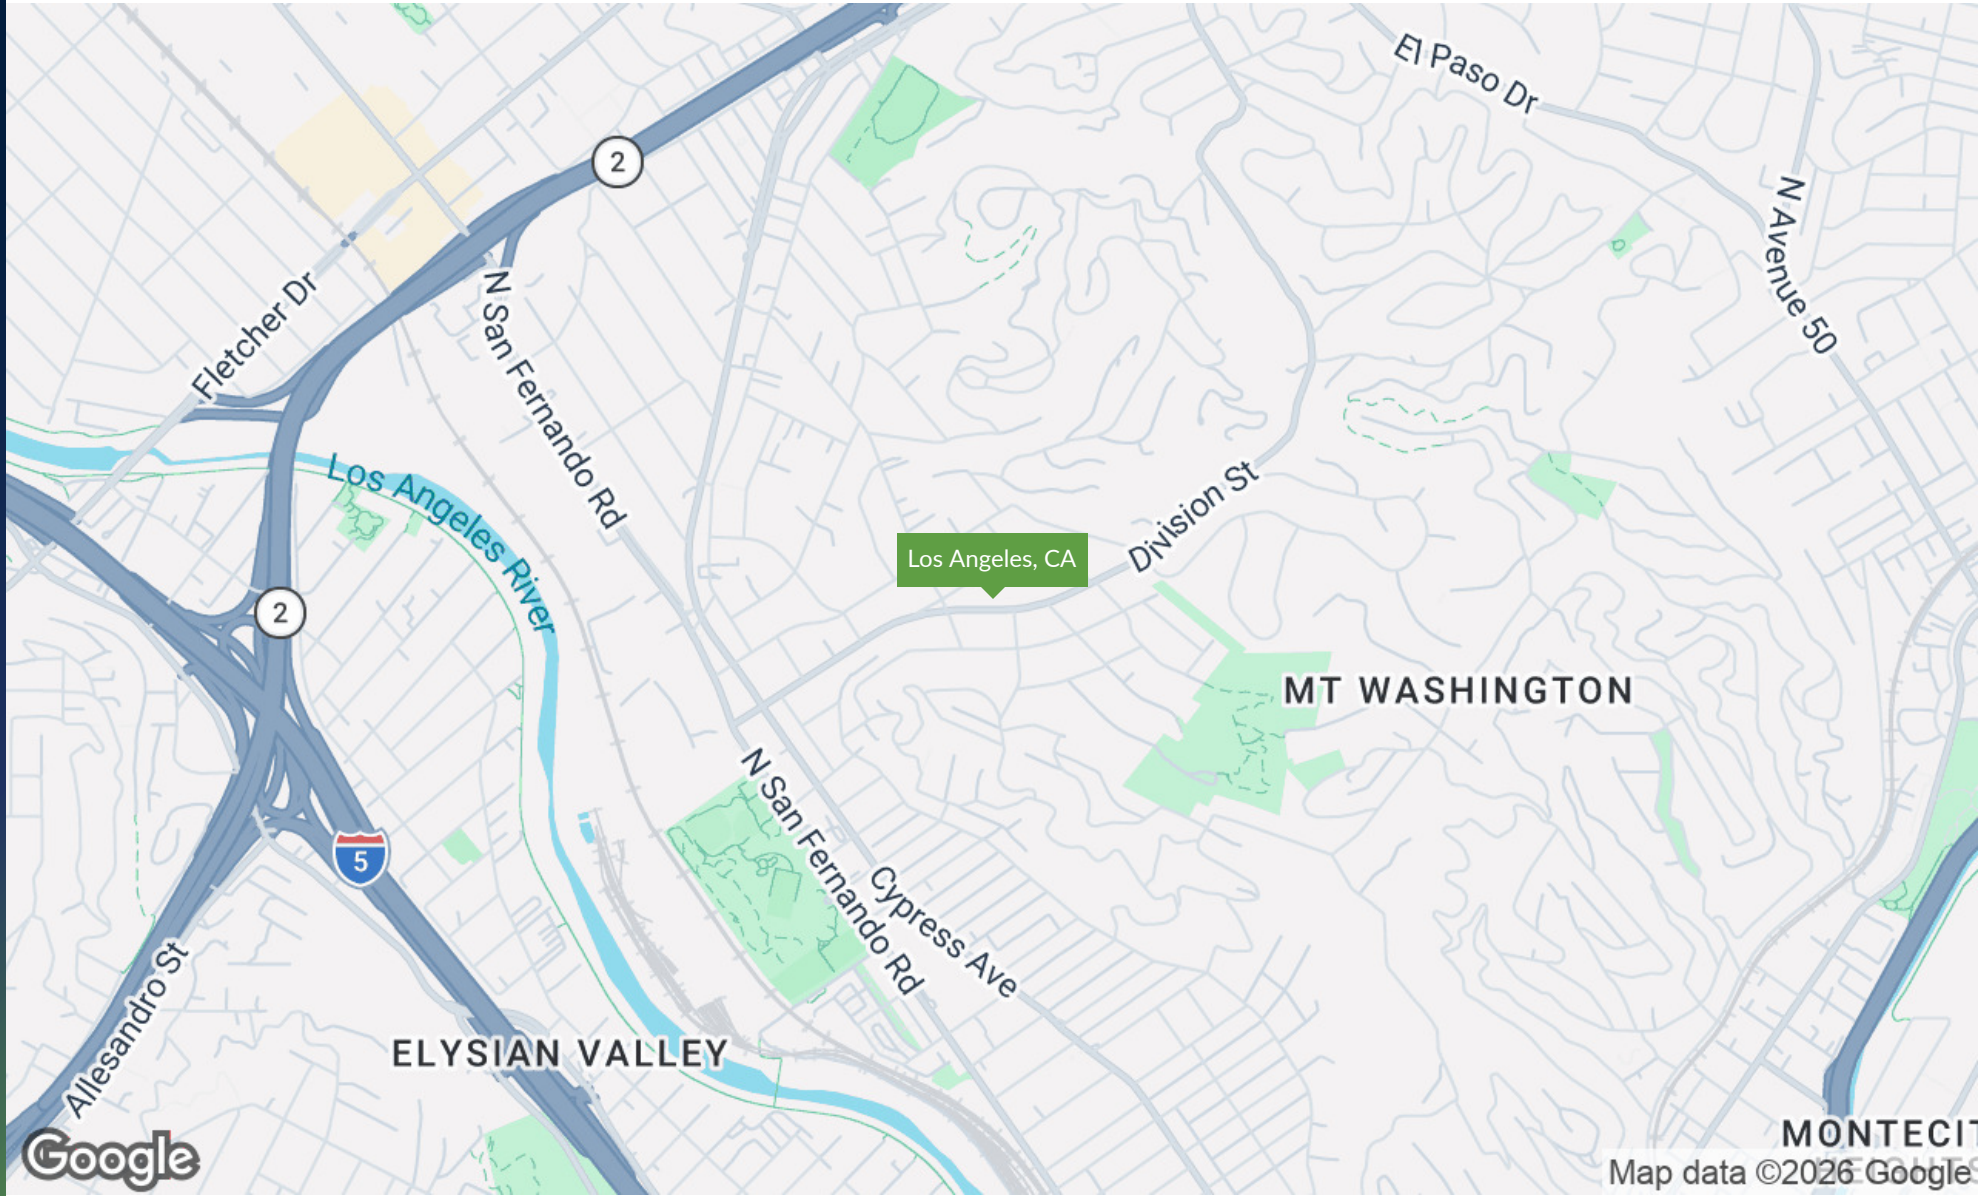 El Paso Dr
2
N Avenue 50
Fletcher Dr
N San Fernando Rd
Los Angeles River
Division St
Los Angeles, CA
2
MT WASHINGTON
N San Fernando Rd
5
Cypress Ave
Allesandro St
ELYSIAN VALLEY
MONTECIT
Google
Map data ©2026 Google